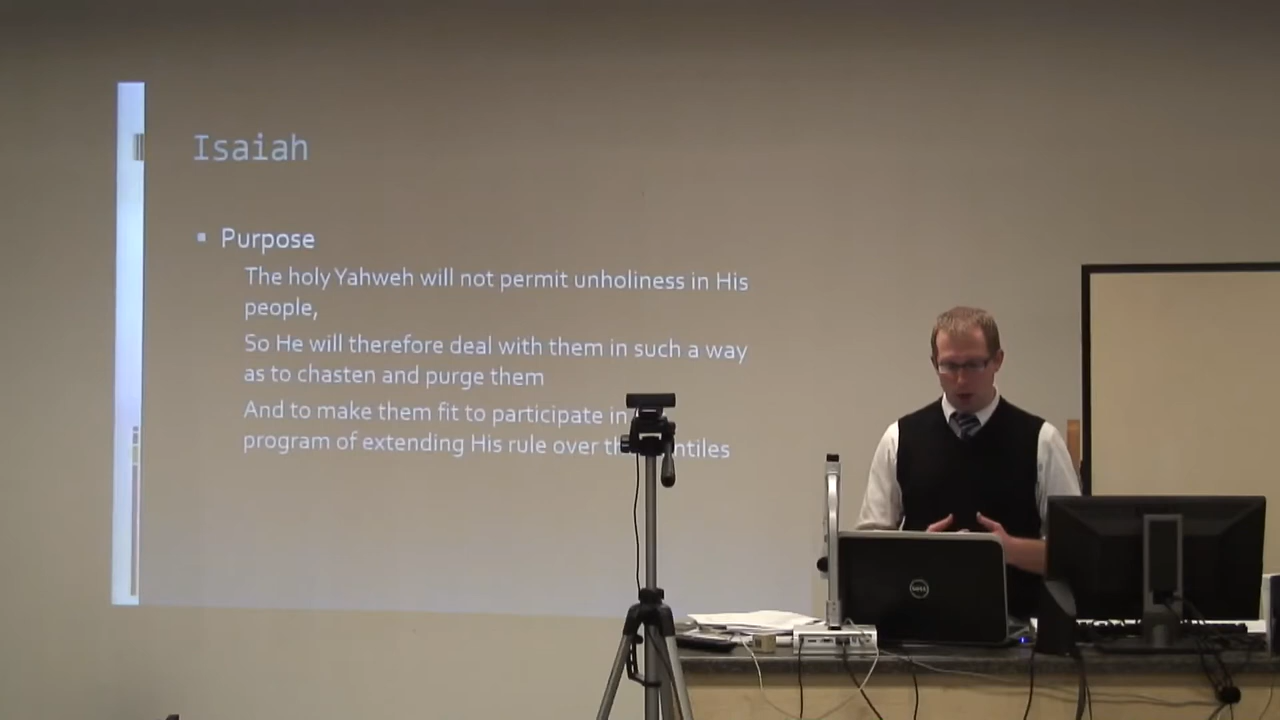 Isaiah
Purpose
The holy Yahweh will not permit unholiness in His
people,
So He will therefore deal with them in such a way
as to chasten and purge them
And to make them fit to participate in
program of extending His rule over
DELL